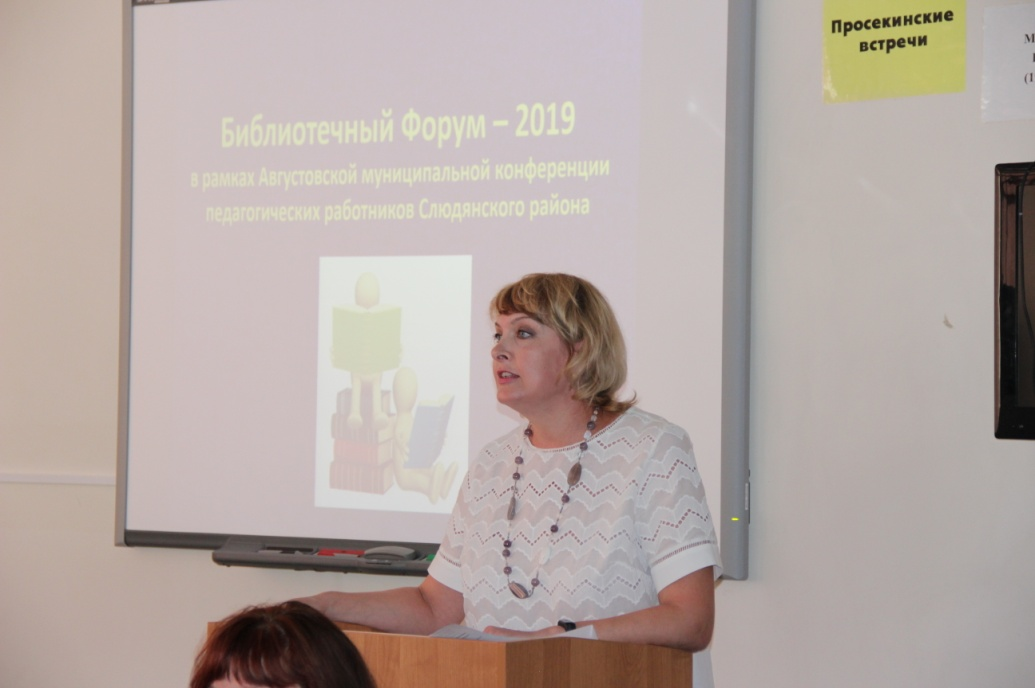 Библиотечный Форум – 2019
в рамках Августовской муниципальной конференции
педагогических работников Слюдянского района
Просекинские
встречи